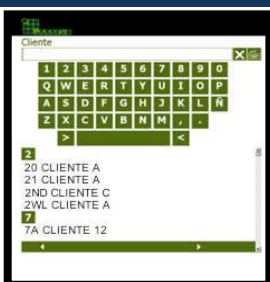 Cliente
X
1 2 3 4 5 6 7 8 9 0
Q W E R T Y U I O P
A S D F G H J K L Ñ
Z X C V B N M , .
> <
2
20 CLIENTE A
21 CLIENTE A
2ND CLIENTE C
2WL CLIENTE A
7
7A CLIENTE 12